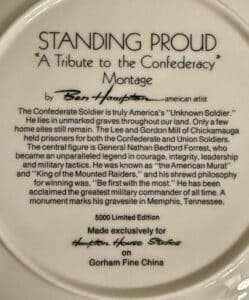 STANDING PROUD
"A Tribute to the Confederacy"
Montage
by Ben Hampton american artist
The Confederate Soldier is truly America's "Unknown Soldier."
He lies in unmarked graves throughout our land. Only a few
home sites still remain. The Lee and Gordon Mill of Chickamauga
held prisoners for both the Confederate and Union Soldiers.
The central figure is General Nathan Bedford Forrest, who
became an unparalleled legend in courage, integrity, leadership
and military tactics. He was known as "the American Murat"
and "King of the Mounted Raiders," and his shrewd philosophy
for winning was, "Be first with the most." He has been
acclaimed the greatest military commander of all time. A
monument marks his gravesite in Memphis, Tennessee.
5000 Limited Edition
Made exclusively for
Hampton House Studios
on
Gorham Fine China